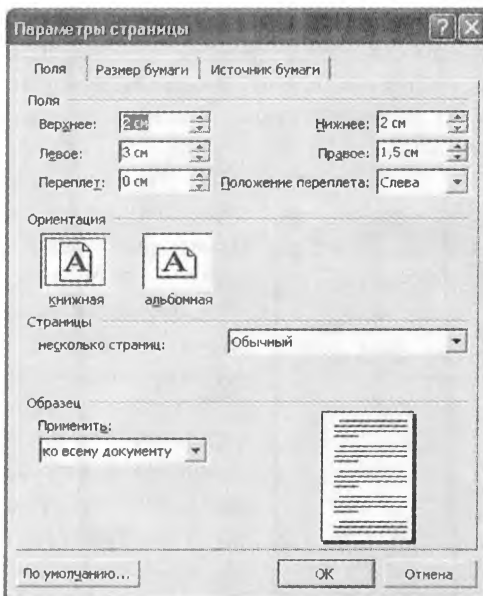 Параметры страницы
Поля Размер бумаги Источник бумаги
Поля
Верхнее: 2 см Нижнее: 2 см
Левое: 3 см Правое: 1,5 см
Переплет: 0 см Положение переплета: Слева
Ориентация
A A
книжная альбомная
Страницы
несколько страниц: Обычный
Образец
Применить:
ко всему документу
По умолчанию... ОК Отмена